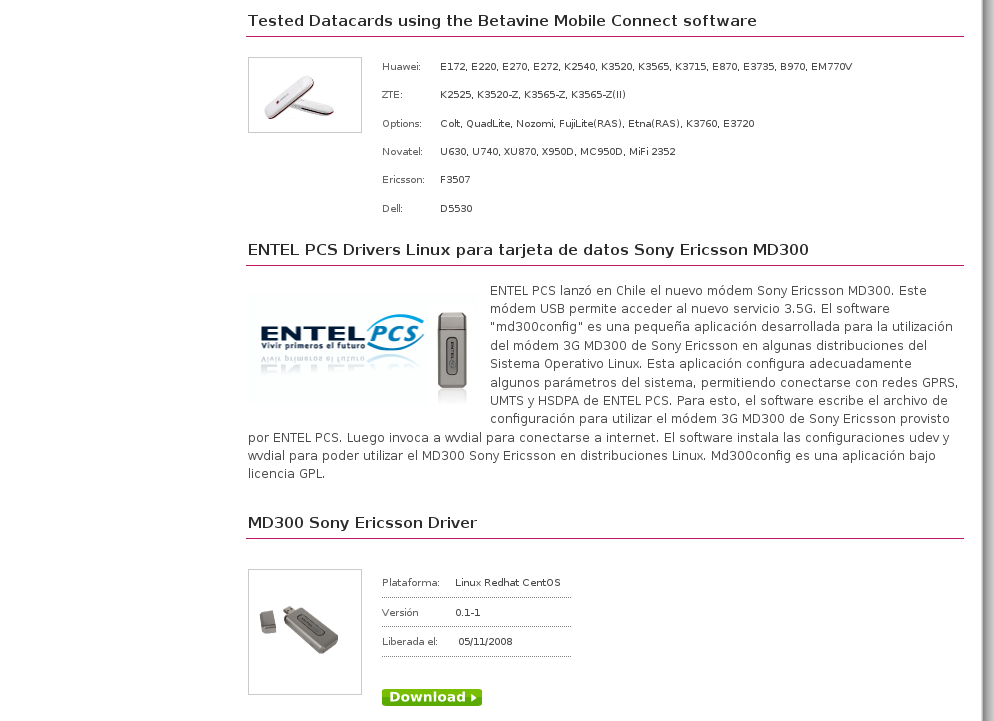 Tested Datacards using the Betavine Mobile Connect software
Huawei: E172, E220, E270, E272, K2540, K3520, K3565, K3715, E870, E3735, B970, EM770V
ZTE: K2525, K3520-Z, K3565-Z, K3565-Z(II)
Options: Colt, QuadLite, Nozomi, FujiLite(RAS), Etna(RAS), K3760, E3720
Novatel: U630, U740, XU870, X950D, MC950D, MiFi 2352
Ericsson: F3507
Dell: D5530
ENTEL PCS Drivers Linux para tarjeta de datos Sony Ericsson MD300
ENTEL PCS
Vivir primeros el futuro
ENTEL PCS lanzó en Chile el nuevo módem Sony Ericsson MD300. Este
módem USB permite acceder al nuevo servicio 3.5G. El software
"md300config" es una pequeña aplicación desarrollada para la utilización
del módem 3G MD300 de Sony Ericsson en algunas distribuciones del
Sistema Operativo Linux. Esta aplicación configura adecuadamente
algunos parámetros del sistema, permitiendo conectarse con redes GPRS,
UMTS y HSDPA de ENTEL PCS. Para esto, el software escribe el archivo de
configuración para utilizar el módem 3G MD300 de Sony Ericsson provisto
por ENTEL PCS. Luego invoca a wvdial para conectarse a internet. El software instala las configuraciones udev y
wvdial para poder utilizar el MD300 Sony Ericsson en distribuciones Linux. Md300config es una aplicación bajo
licencia GPL.
MD300 Sony Ericsson Driver
Plataforma: Linux Redhat CentOS
Versión 0.1-1
Liberada el: 05/11/2008
Download